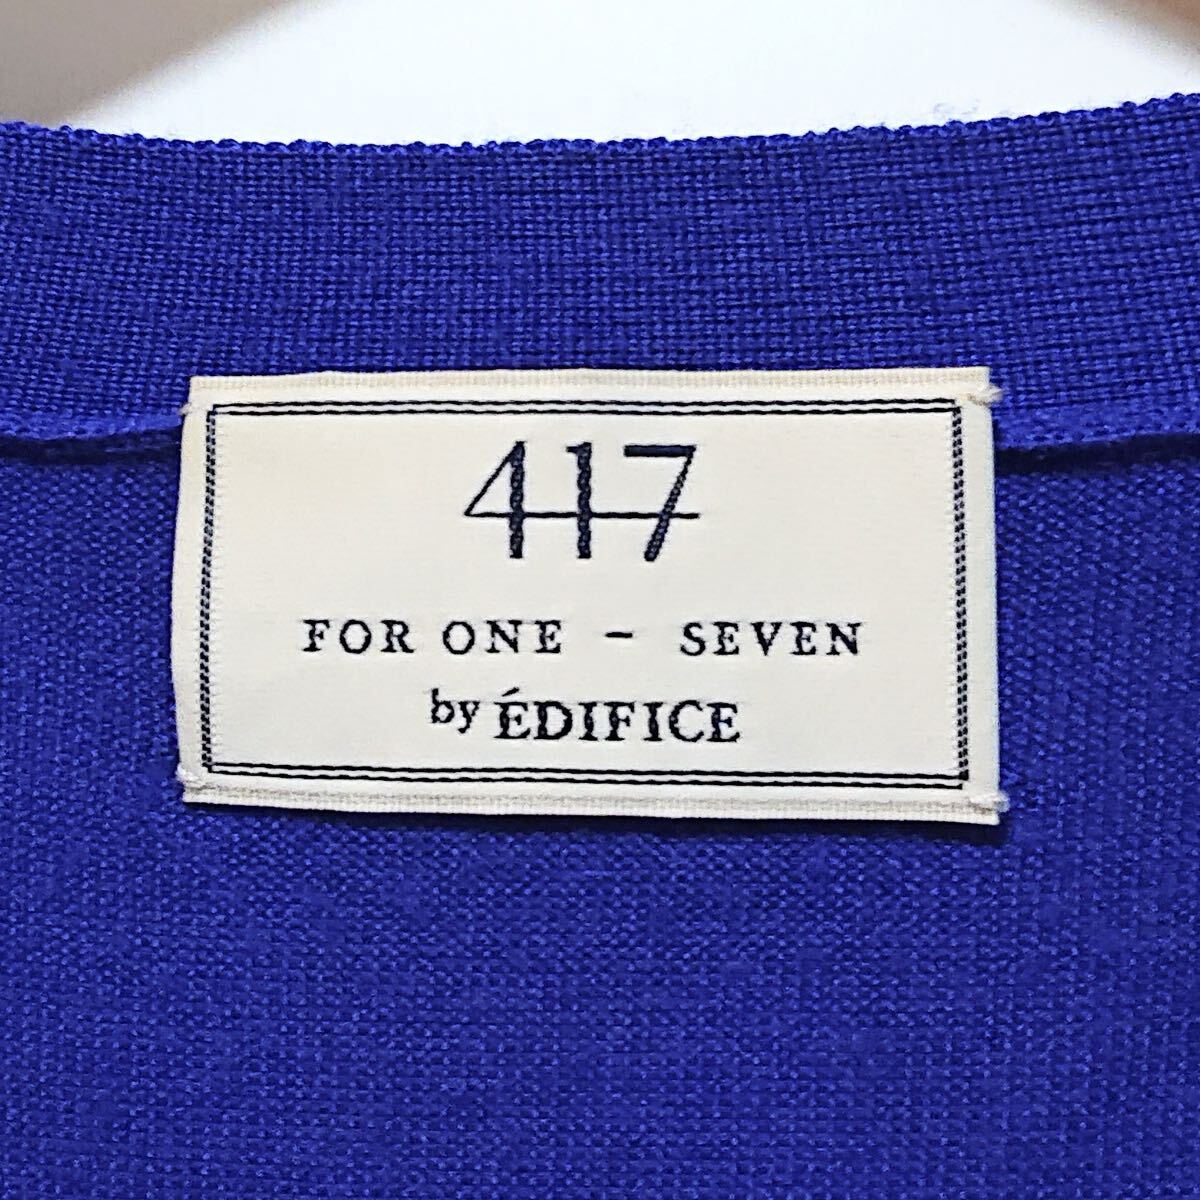 417
FOR ONE - SEVEN
by ÉDIFICE